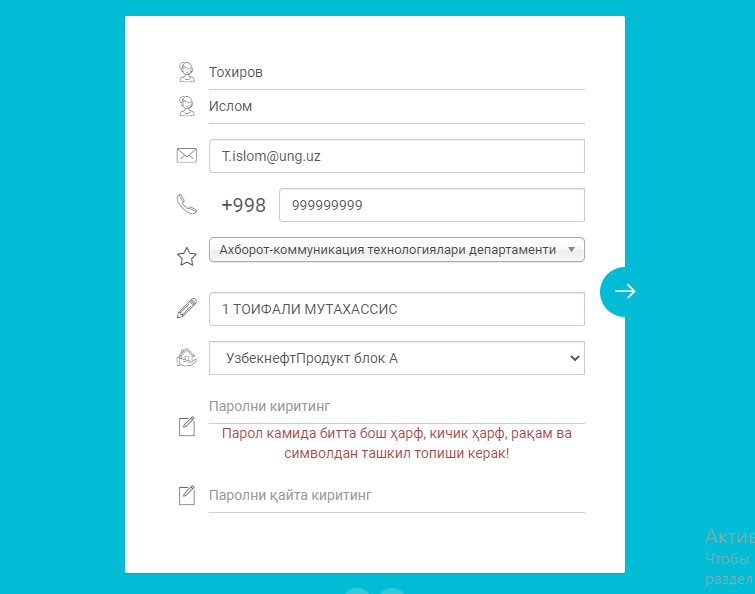 Тохиров
Ислом
T.islom@ung.uz
+998 999999999
Ахборот-коммуникация технологиялари департаменти
1 ТОИФАЛИ МУТАХАССИС
УзбекнефтПродукт блок А
Паролни киритинг
Парол камида битта бош ҳарф, кичик ҳарф, рақам ва
символдан ташкил топиши керак!
Паролни қайта киритинг
Актив
Чтобы
раздел